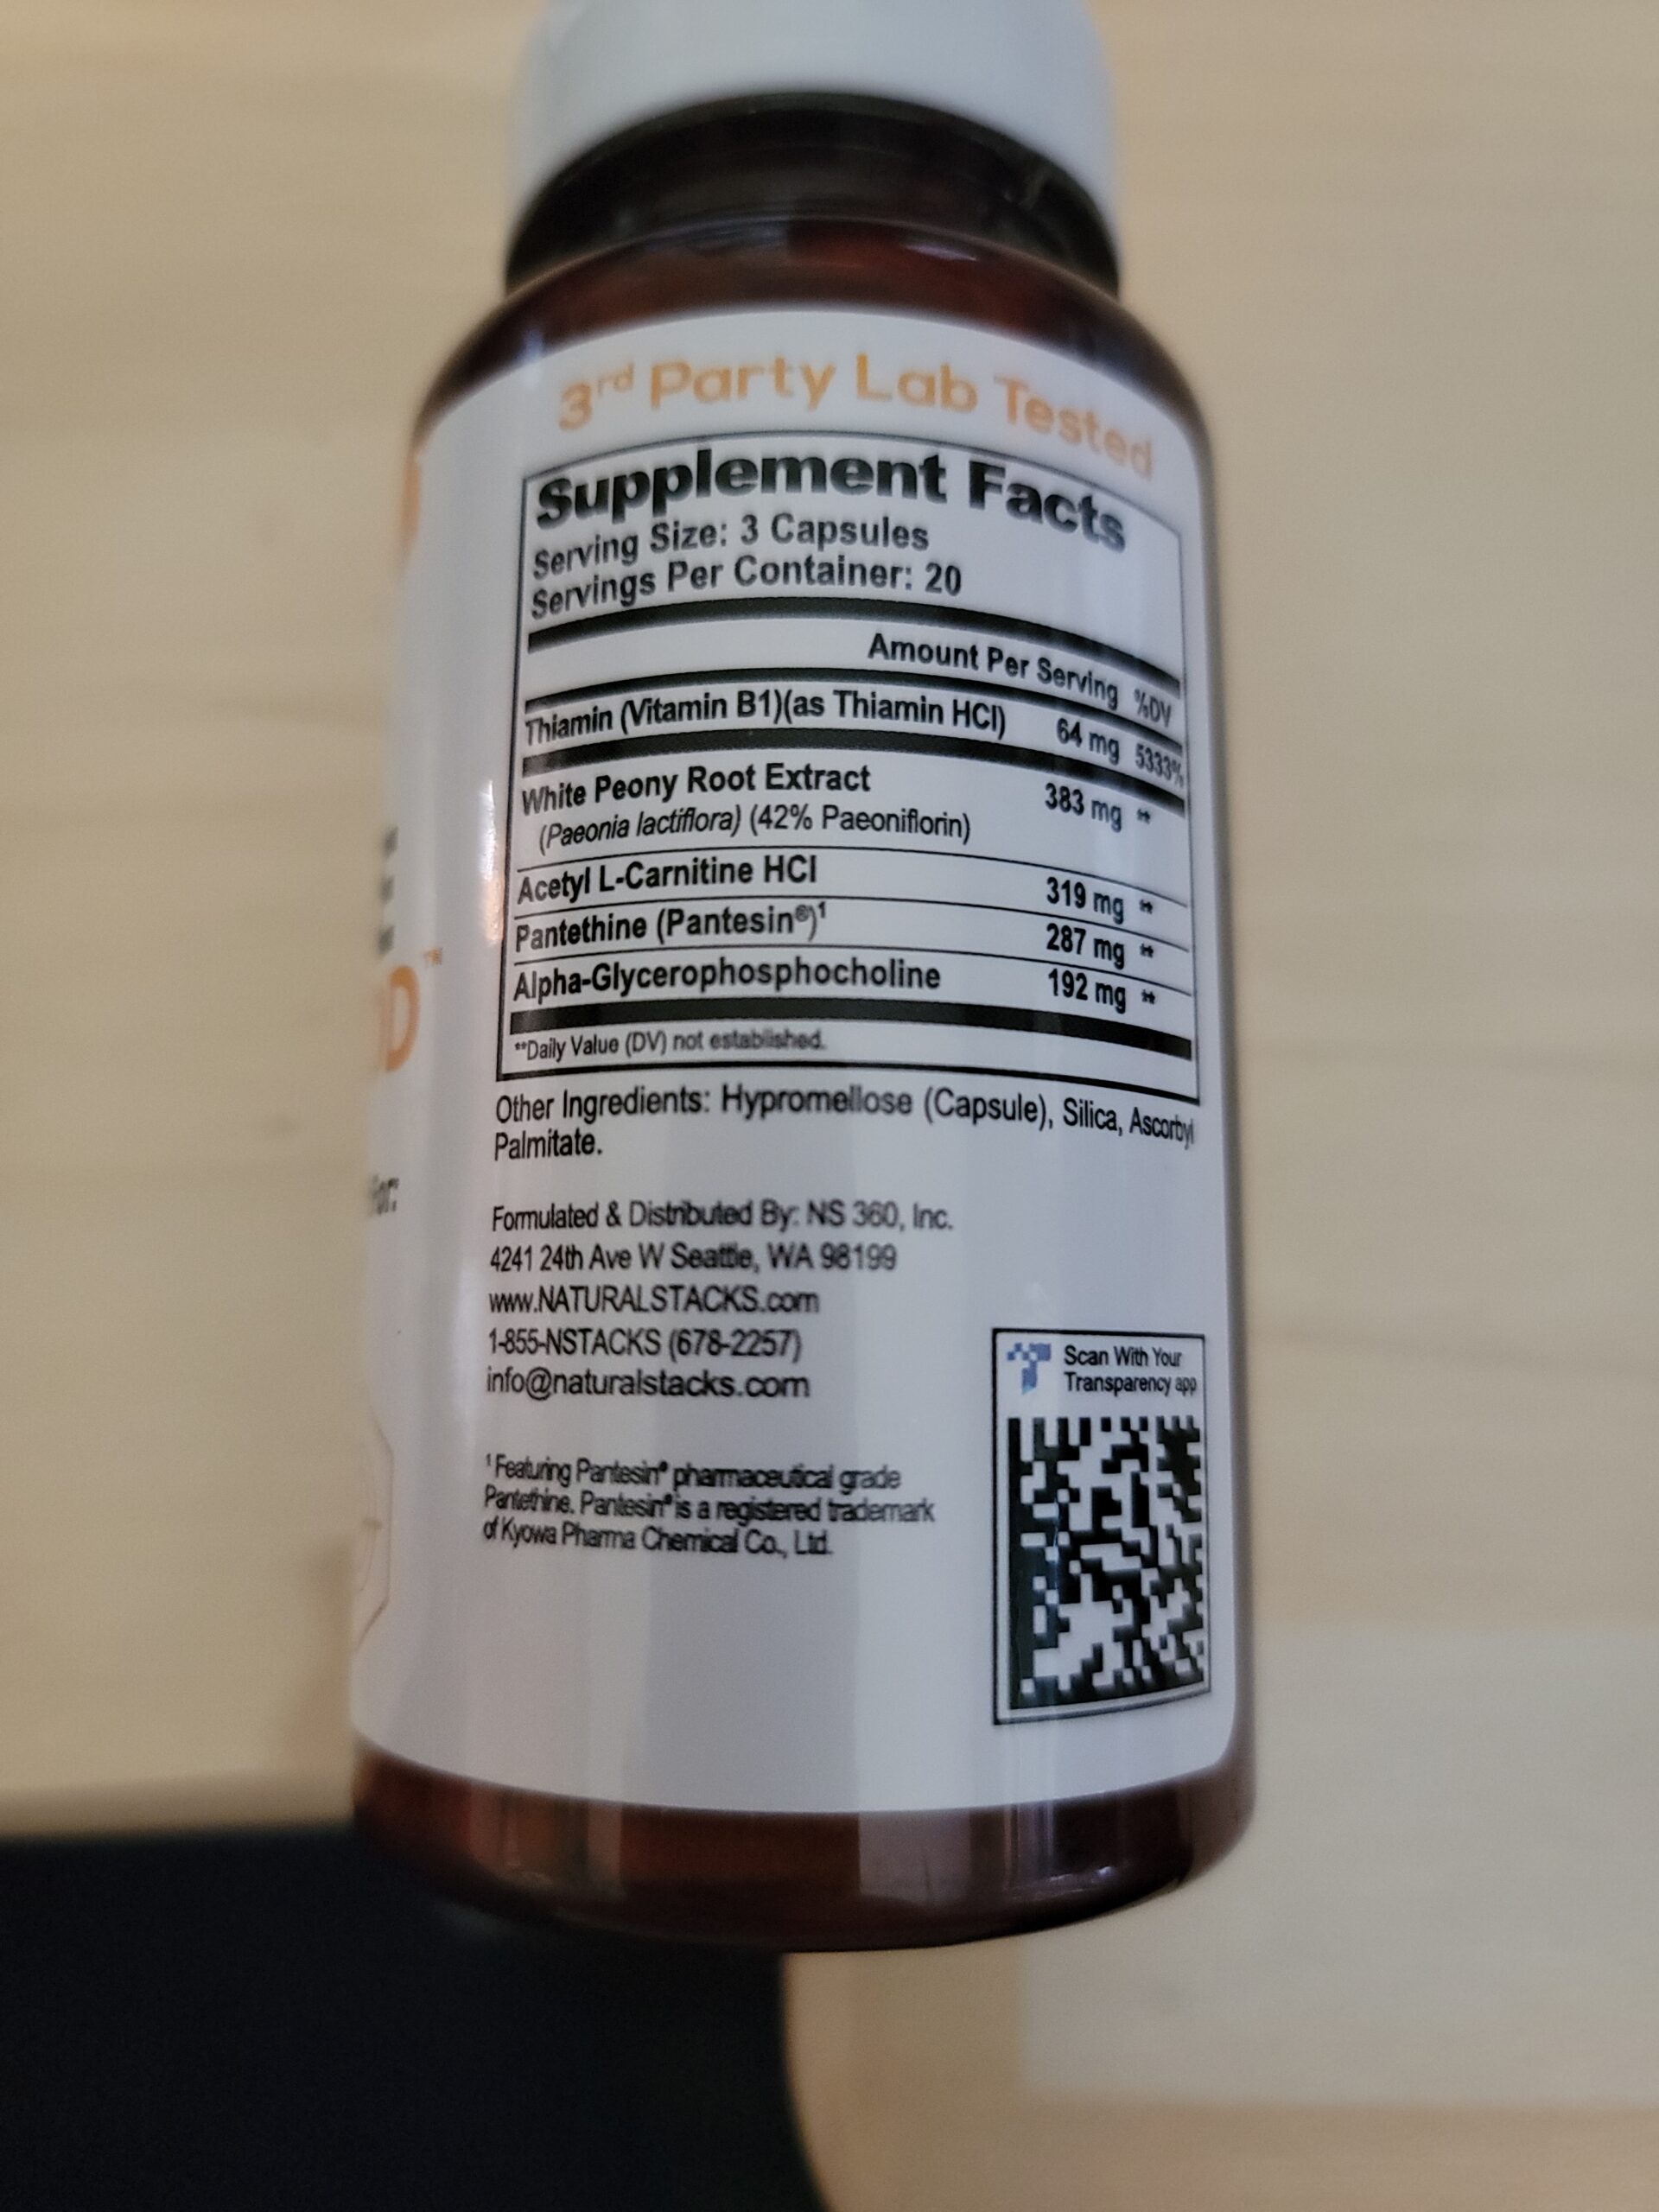 3rd Party Lab Tested
Supplement Facts
Serving Size: 3 Capsules
Servings Per Container: 20
Amount Per Serving %DV
Thiamin (Vitamin B1)(as Thiamin HCl) 64 mg 5333%
White Peony Root Extract 383 mg **
(Paeonia lactiflora) (42% Paeoniflorin)
Acetyl L-Carnitine HCl 319 mg **
Pantethine (Pantesin®)¹ 287 mg **
Alpha-Glycerophosphocholine 192 mg **
**Daily Value (DV) not established.
Other Ingredients: Hypromellose (Capsule), Silica, Ascorbyl
Palmitate.
Formulated & Distributed By: NS 360, Inc.
4241 24th Ave W Seattle, WA 98199
www.NATURALSTACKS.com
1-855-NSTACKS (678-2257)
info@naturalstacks.com
¹ Featuring Pantesin® pharmaceutical grade
Pantethine. Pantesin® is a registered trademark
of Kyowa Pharma Chemical Co., Ltd.
Scan With Your
Transparency app